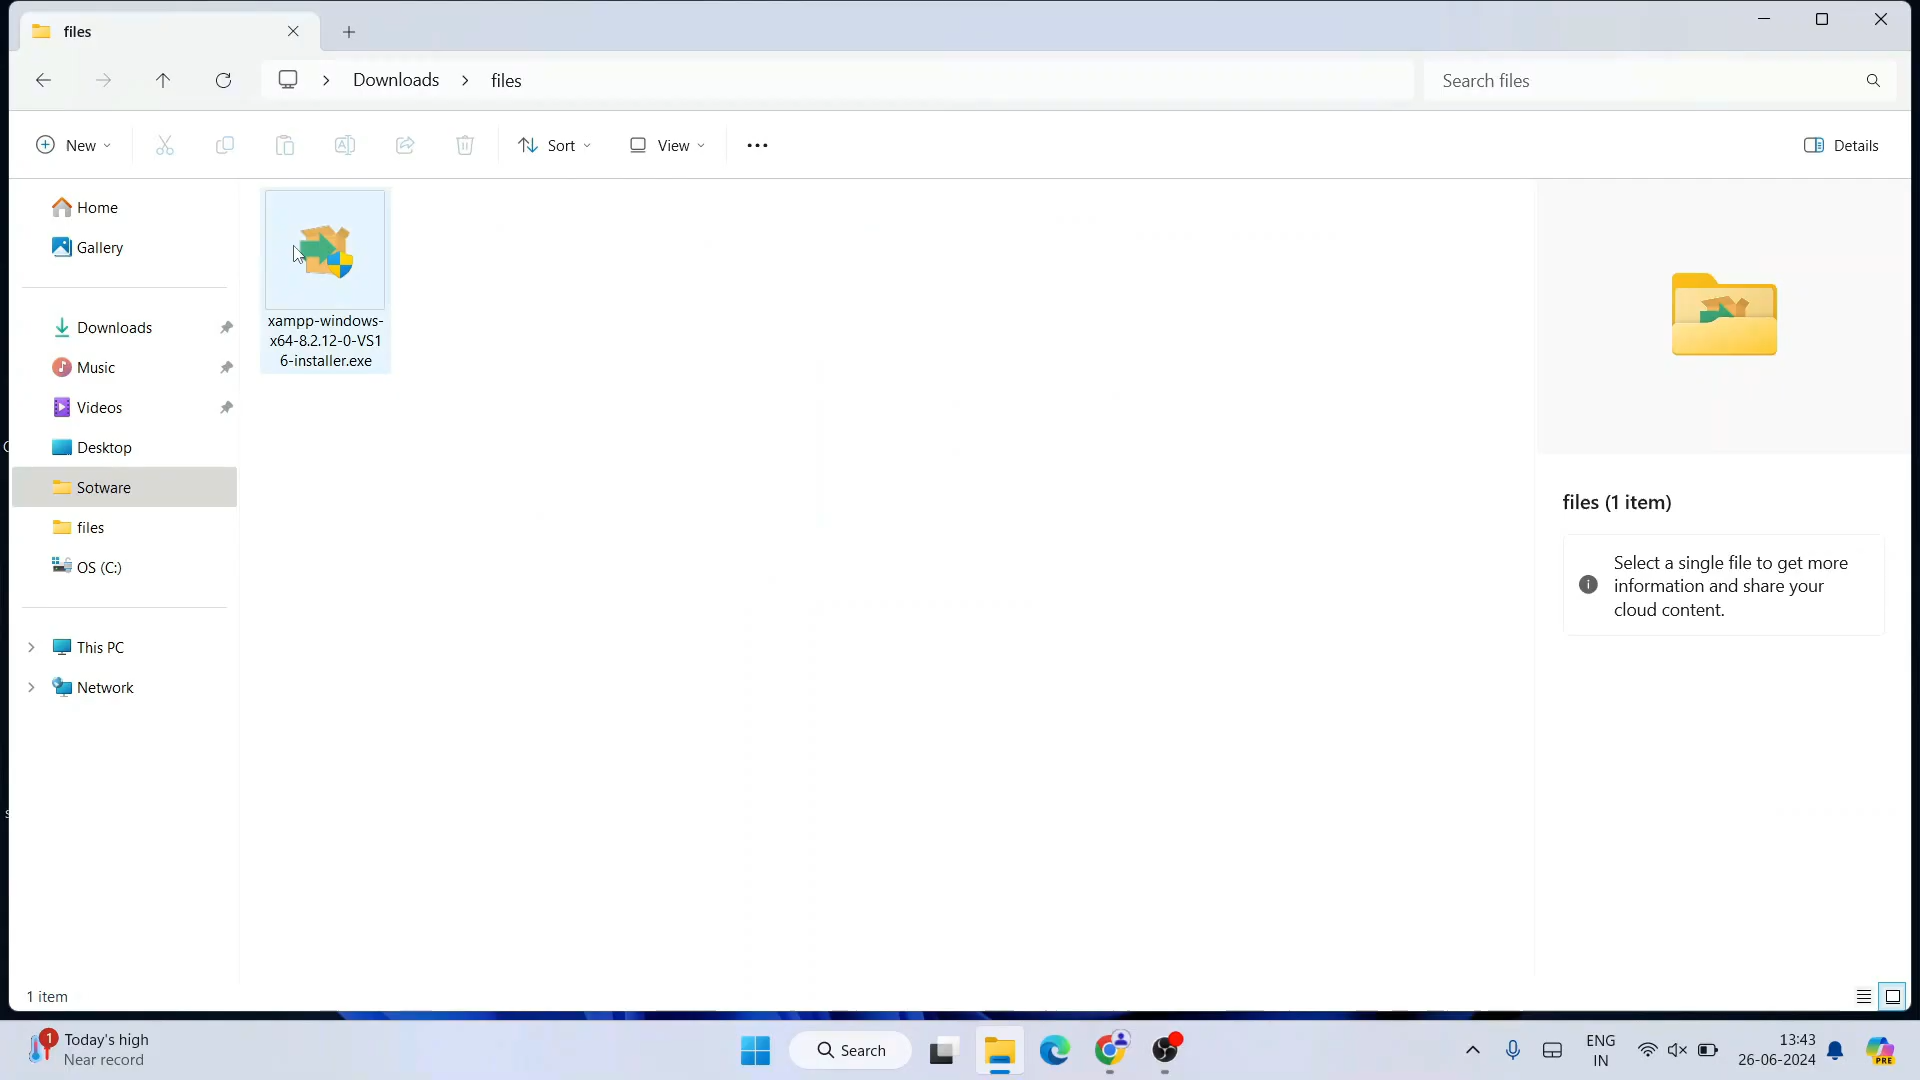 files
Downloads
files
Search files
New
Sort
View
Details
Home
Gallery
Downloads
Music
Videos
Desktop
Sotware
files
OS (C:)
This PC
Network
xampp-windows-
x64-8.2.12-0-VS1
6-installer.exe
files (1 item)
Select a single file to get more
information and share your
cloud content.
1 item
1
Today's high
Near record
Search
ENG
IN
13:43
26-06-2024
PRE